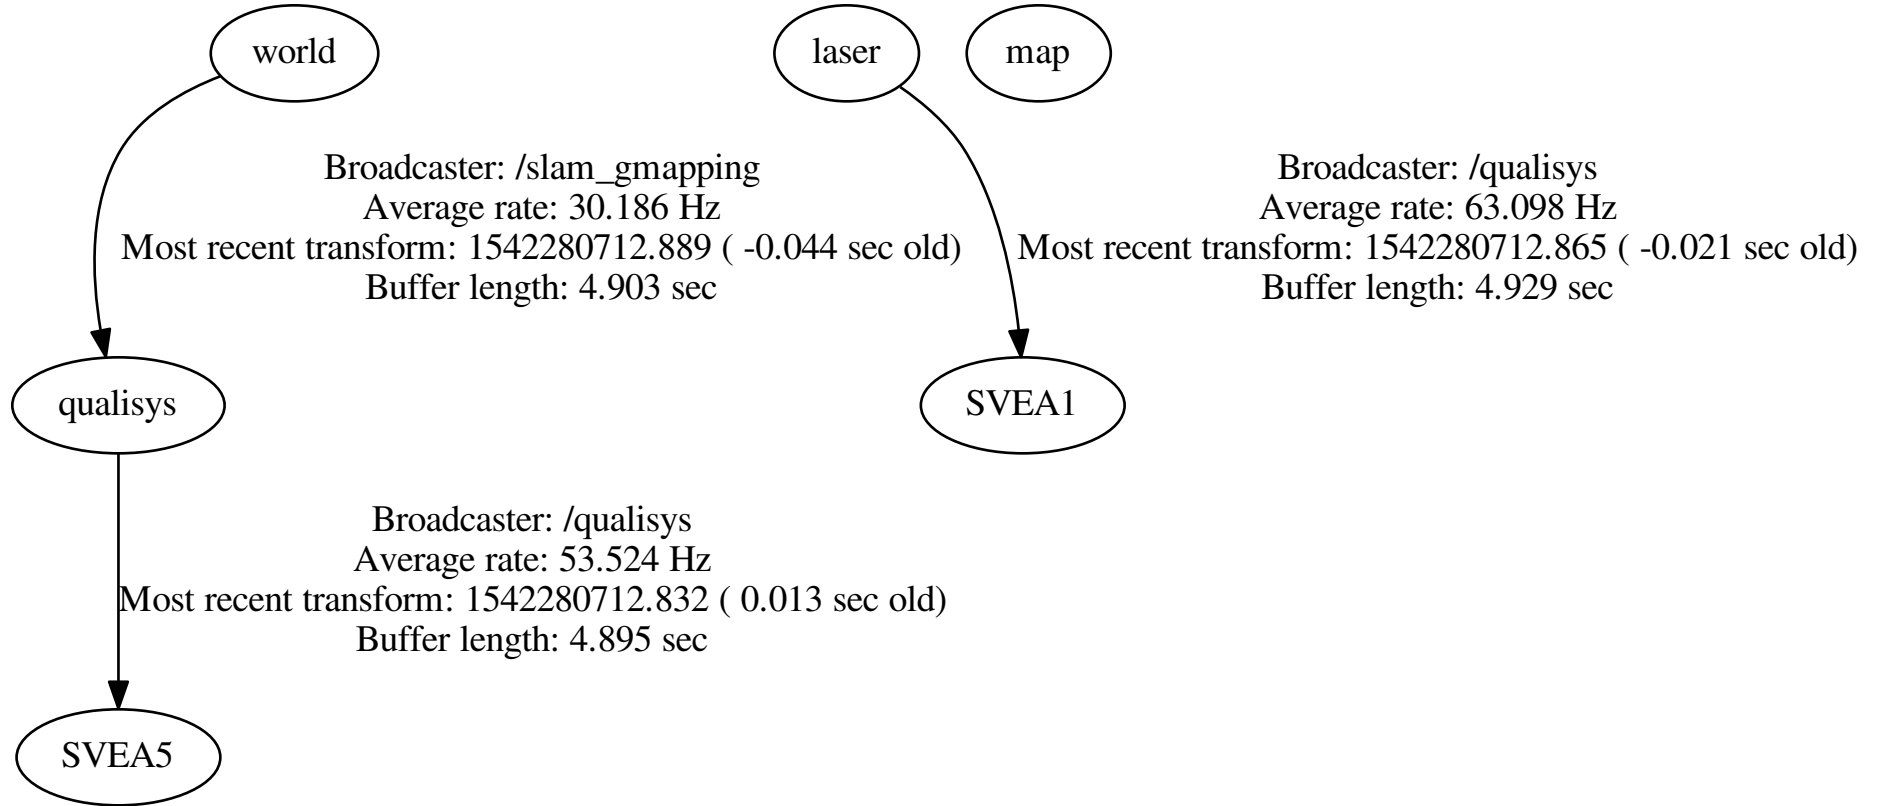 world
laser
map
Broadcaster: /slam_gmapping
Average rate: 30.186 Hz
Most recent transform: 1542280712.889 ( -0.044 sec old)
Buffer length: 4.903 sec
Broadcaster: /qualisys
Average rate: 63.098 Hz
Most recent transform: 1542280712.865 ( -0.021 sec old)
Buffer length: 4.929 sec
qualisys
SVEA1
Broadcaster: /qualisys
Average rate: 53.524 Hz
Most recent transform: 1542280712.832 ( 0.013 sec old)
Buffer length: 4.895 sec
SVEA5